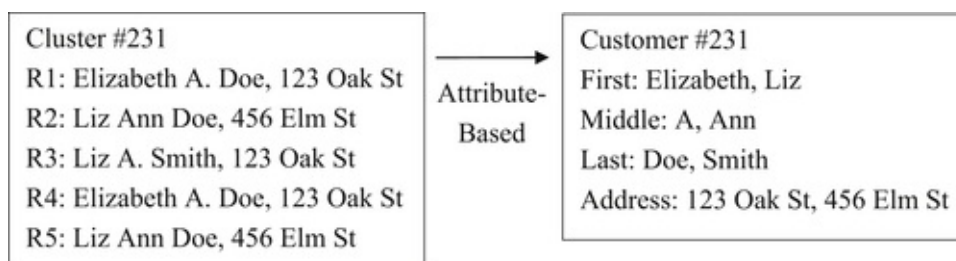 Cluster #231
R1: Elizabeth A. Doe, 123 Oak St
R2: Liz Ann Doe, 456 Elm St
R3: Liz A. Smith, 123 Oak St
R4: Elizabeth A. Doe, 123 Oak St
R5: Liz Ann Doe, 456 Elm St
Attribute-
Based
Customer #231
First: Elizabeth, Liz
Middle: A, Ann
Last: Doe, Smith
Address: 123 Oak St, 456 Elm St